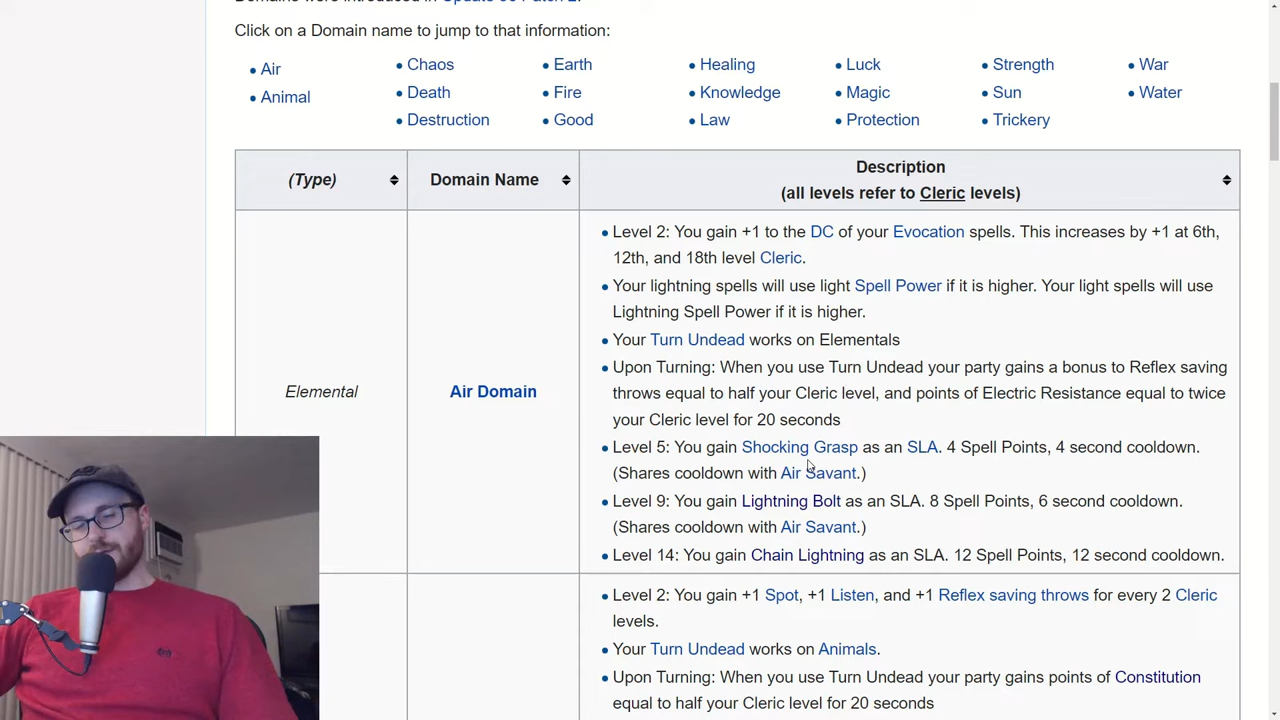 Click on a Domain name to jump to that information:
Air
Animal
Chaos
Death
Destruction
Earth
Fire
Good
Healing
Knowledge
Law
Luck
Magic
Protection
Strength
Sun
Trickery
War
Water
(Type)
Domain Name
Description
(all levels refer to Cleric levels)
Elemental
Air Domain
Level 2: You gain +1 to the DC of your Evocation spells. This increases by +1 at 6th,
12th, and 18th level Cleric.
Your lightning spells will use light Spell Power if it is higher. Your light spells will use
Lightning Spell Power if it is higher.
Your Turn Undead works on Elementals
Upon Turning: When you use Turn Undead your party gains a bonus to Reflex saving
throws equal to half your Cleric level, and points of Electric Resistance equal to twice
your Cleric level for 20 seconds
Level 5: You gain Shocking Grasp as an SLA. 4 Spell Points, 4 second cooldown.
(Shares cooldown with Air Savant.)
Level 9: You gain Lightning Bolt as an SLA. 8 Spell Points, 6 second cooldown.
(Shares cooldown with Air Savant.)
Level 14: You gain Chain Lightning as an SLA. 12 Spell Points, 12 second cooldown.
Level 2: You gain +1 Spot, +1 Listen, and +1 Reflex saving throws for every 2 Cleric
levels.
Your Turn Undead works on Animals.
Upon Turning: When you use Turn Undead your party gains points of Constitution
equal to half your Cleric level for 20 seconds